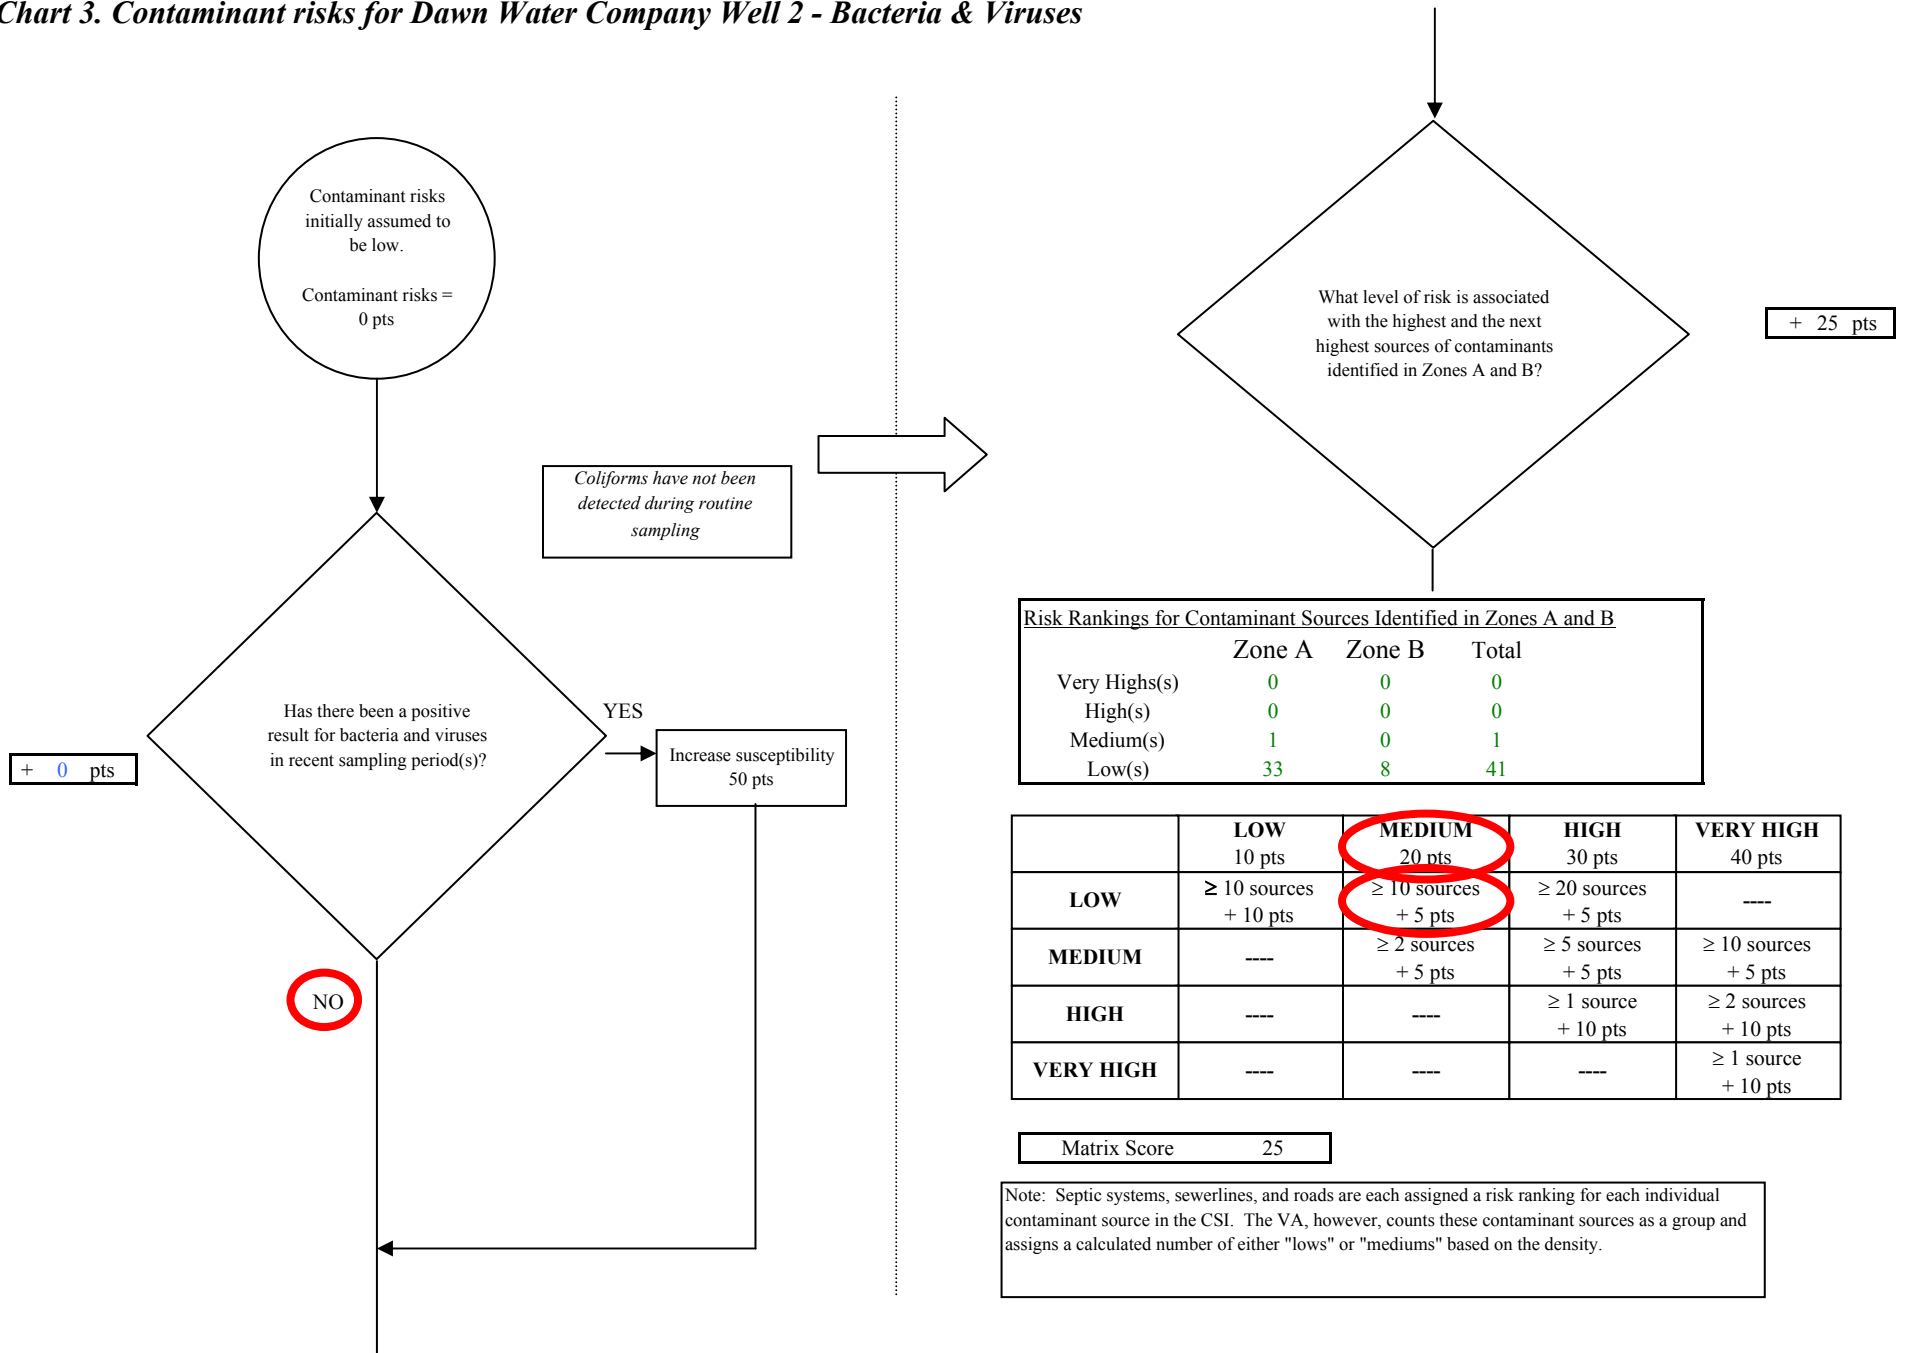 Chart 3. Contaminant risks for Dawn Water Company Well 2 - Bacteria & Viruses
Contaminant risks
initially assumed to
be low.
Contaminant risks =
0 pts
Coliforms have not been
detected during routine
sampling
Has there been a positive
result for bacteria and viruses
in recent sampling period(s)?
+ 0 pts
YES
Increase susceptibility
50 pts
NO
What level of risk is associated
with the highest and the next
highest sources of contaminants
identified in Zones A and B?
+ 25 pts
Risk Rankings for Contaminant Sources Identified in Zones A and B
Zone A Zone B Total
Very Highs(s) 0 0 0
High(s) 0 0 0
Medium(s) 1 0 1
Low(s) 33 8 41
LOW MEDIUM HIGH VERY HIGH
10 pts 20 pts 30 pts 40 pts
LOW ≥ 10 sources + 10 pts ≥ 10 sources + 5 pts ≥ 20 sources + 5 pts ----
MEDIUM ---- ≥ 2 sources + 5 pts ≥ 5 sources + 5 pts ≥ 10 sources + 5 pts
HIGH ---- ---- ≥ 1 source + 10 pts ≥ 2 sources + 10 pts
VERY HIGH ---- ---- ---- ≥ 1 source + 10 pts
Matrix Score 25
Note: Septic systems, sewerlines, and roads are each assigned a risk ranking for each individual
contaminant source in the CSI. The VA, however, counts these contaminant sources as a group and
assigns a calculated number of either "lows" or "mediums" based on the density.